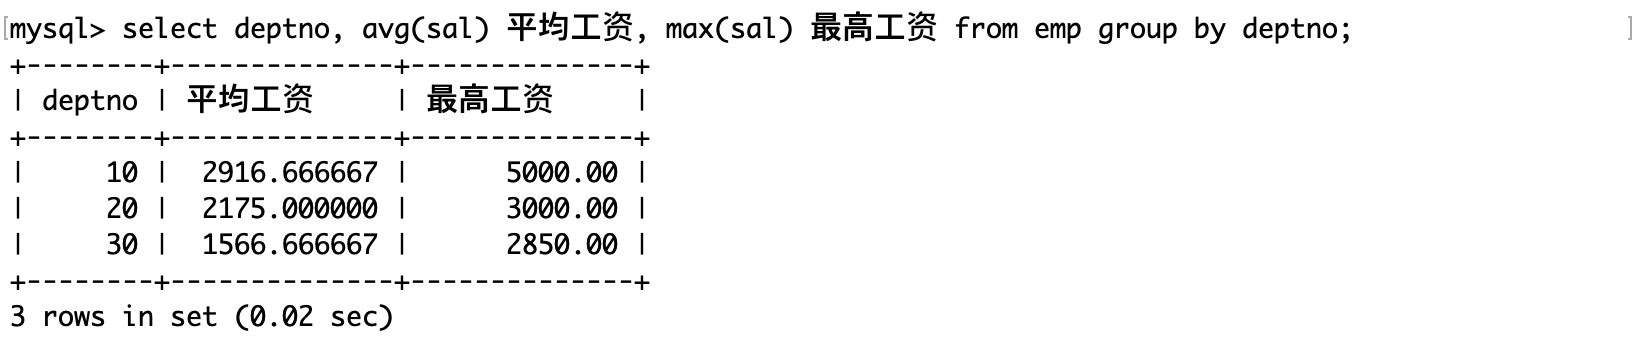 [mysql> select deptno, avg(sal) 平均工资, max(sal) 最高工资 from emp group by deptno; ]
+--------+--------------+--------------+
| deptno | 平均工资     | 最高工资     |
+--------+--------------+--------------+
|     10 |  2916.666667 |      5000.00 |
|     20 |  2175.000000 |      3000.00 |
|     30 |  1566.666667 |      2850.00 |
+--------+--------------+--------------+
3 rows in set (0.02 sec)